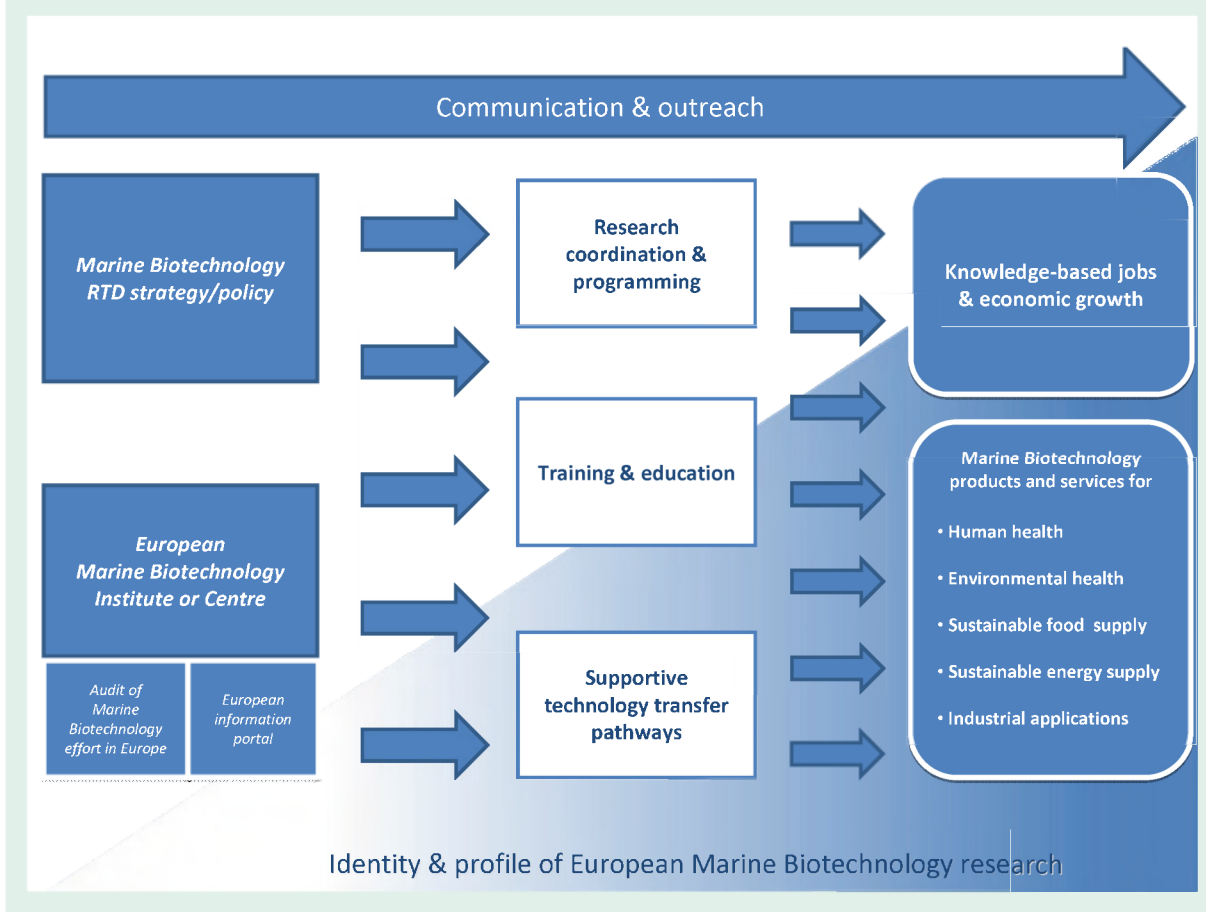 Communication & outreach
Marine Biotechnology
RTD strategy/policy
European
Marine Biotechnology
Institute or Centre
Audit of
Marine
Biotechnology
effort in Europe
European
information
portal
Research
coordination &
programming
Training & education
Supportive
technology transfer
pathways
Knowledge-based jobs
& economic growth
Marine Biotechnology
products and services for
• Human health
• Environmental health
• Sustainable food supply
• Sustainable energy supply
• Industrial applications
Identity & profile of European Marine Biotechnology research